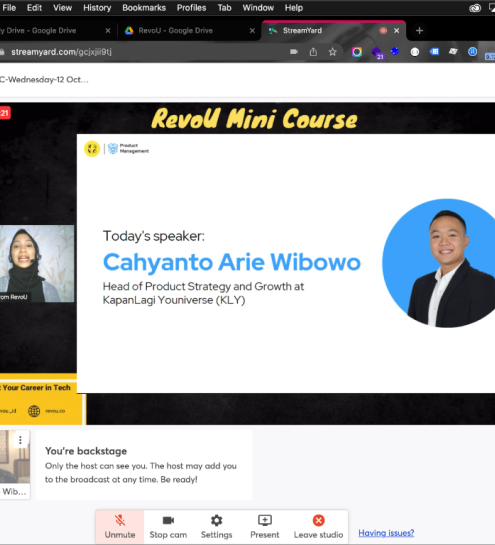 File Edit View History Bookmarks Profiles Tab Window Help
y Drive - Google Drive
RevoU - Google Drive
StreamYard
streamyard.com/gcjxjii9tj
21
C-Wednesday-12 Oct...
:21
RevoU Mini Course
Product
Management
Today's speaker:
Cahyanto Arie Wibowo
Head of Product Strategy and Growth at
KapanLagi Youniverse (KLY)
rom RevoU
t Your Career in Tech
vou_id
revou.co
You're backstage
Only the host can see you. The host may add you
to the broadcast at any time. Be ready!
Wib...
Unmute Stop cam Settings Present Leave studio
Having issues?